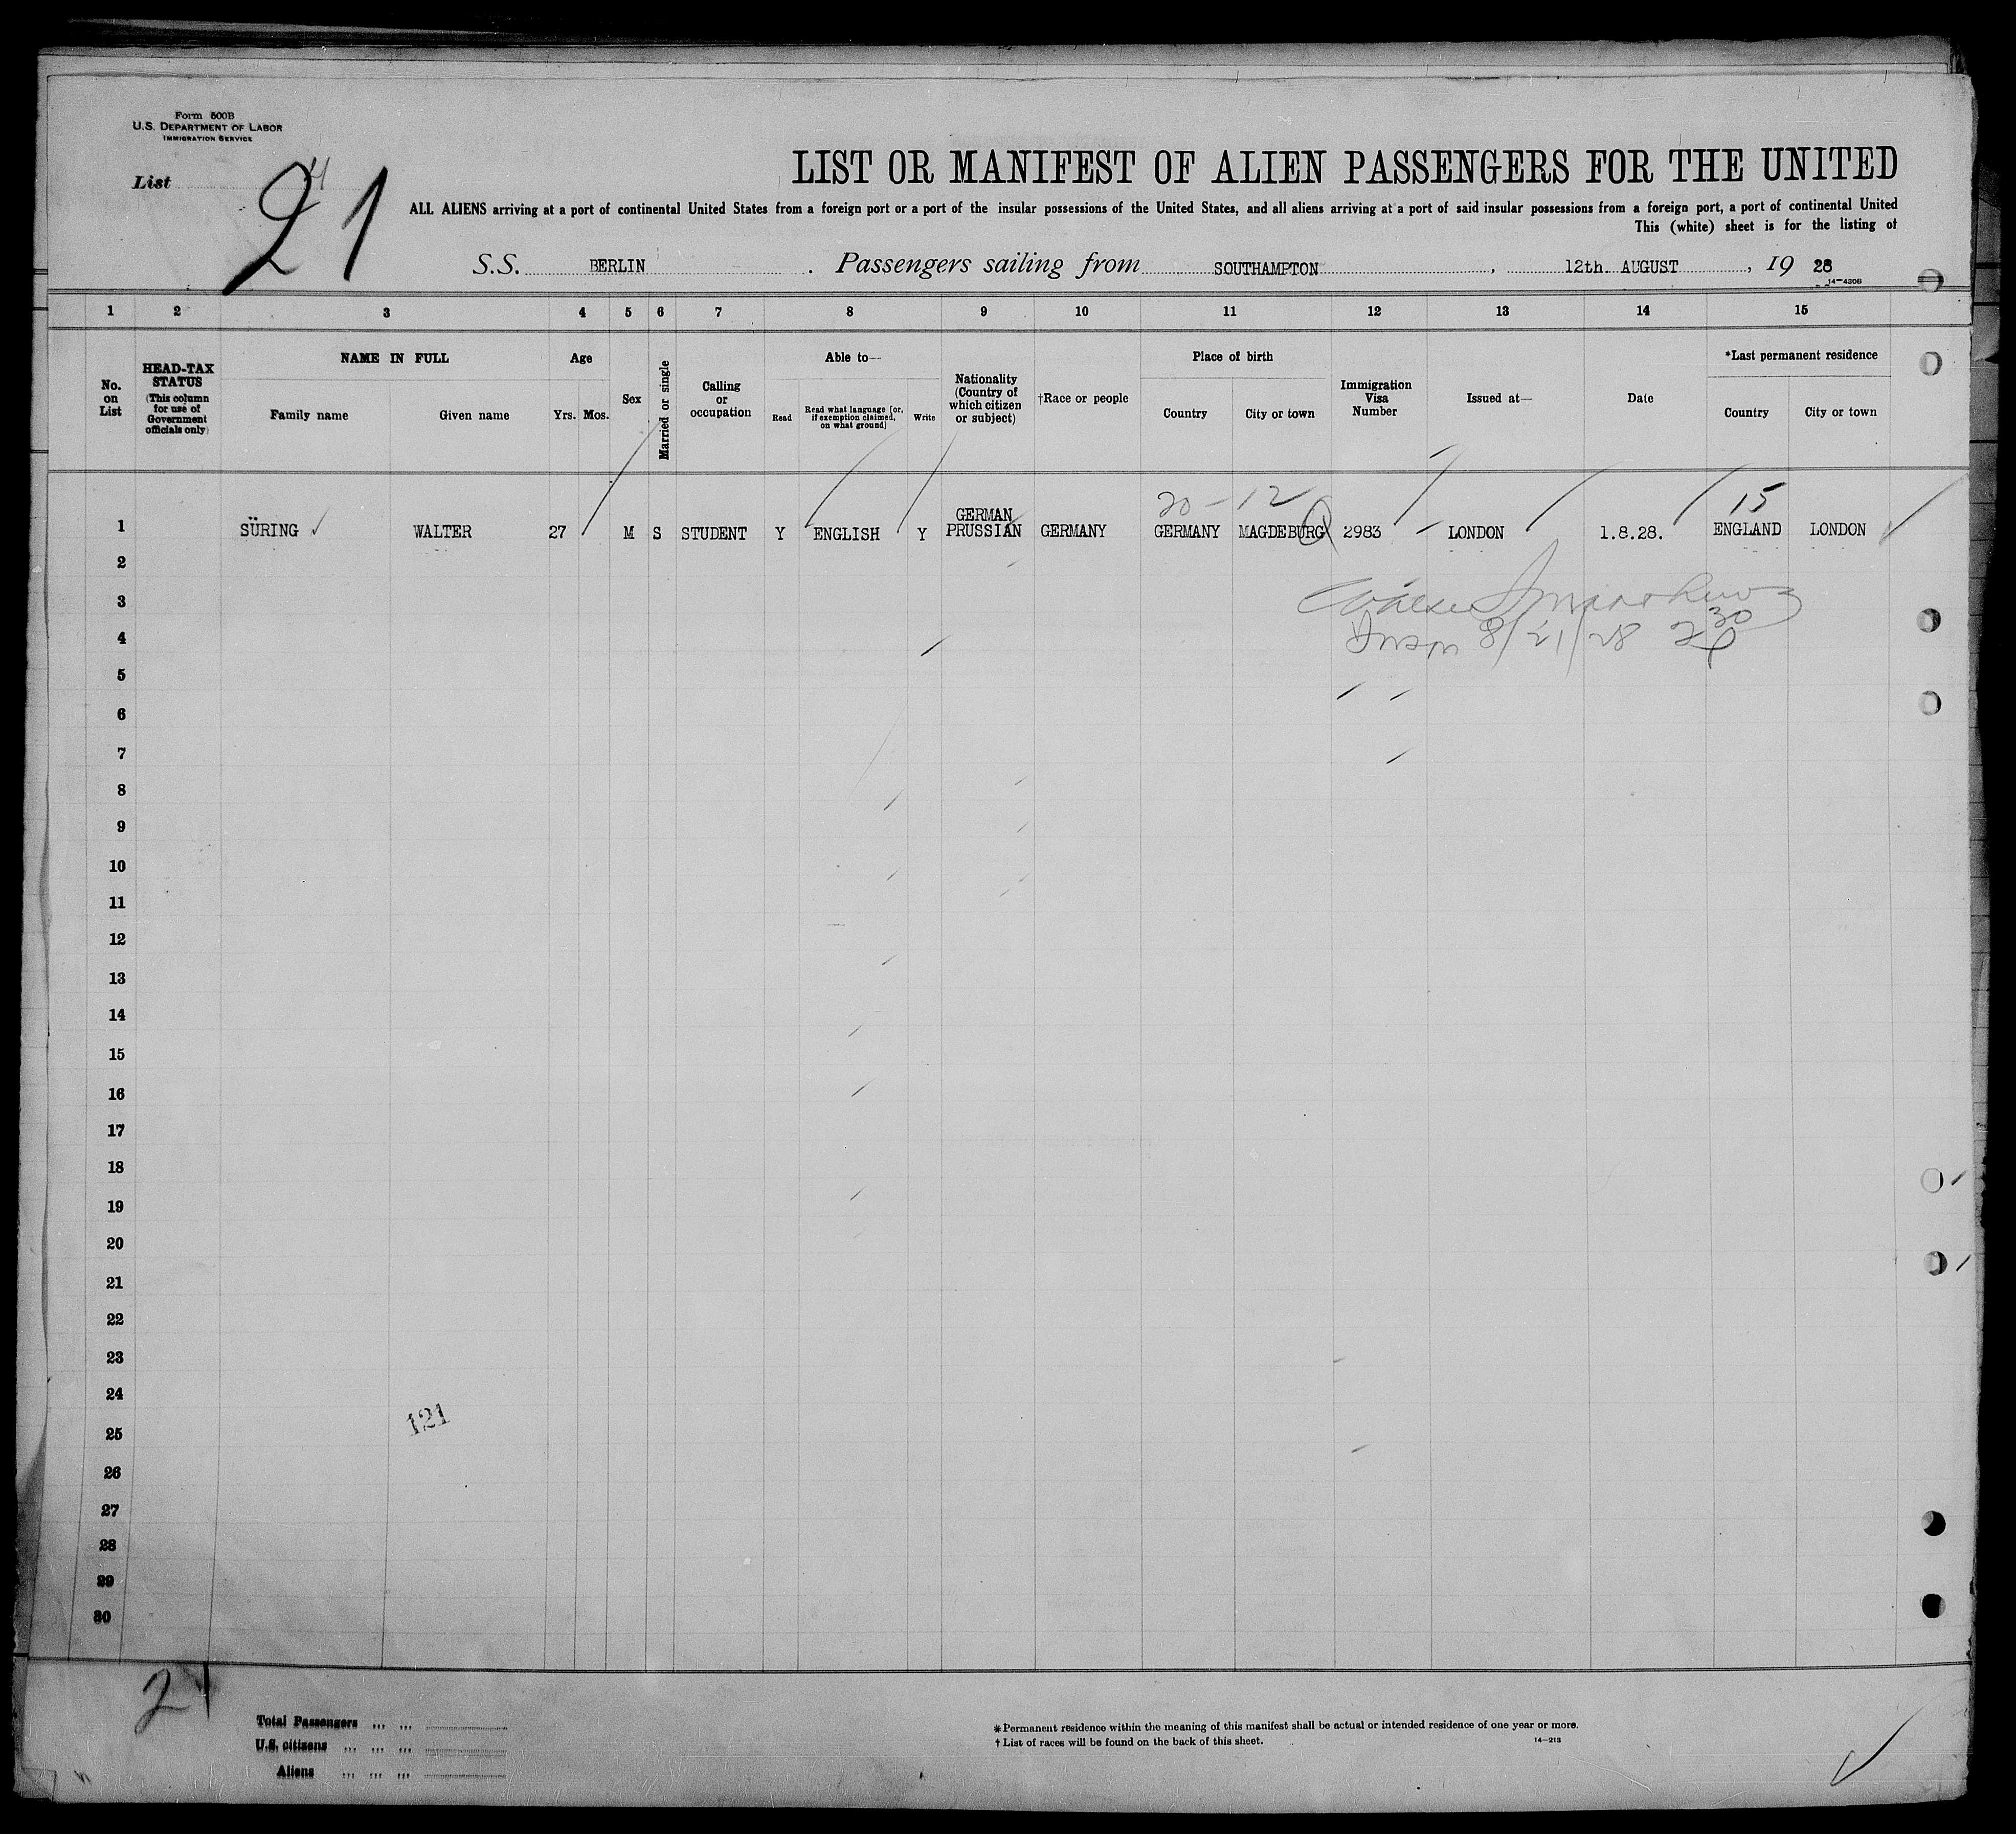 Form 500B
U.S. DEPARTMENT OF LABOR
IMMIGRATION SERVICE
List
21
LIST OR MANIFEST OF ALIEN PASSENGERS FOR THE UNITED
ALL ALIENS arriving at a port of continental United States from a foreign port or a port of the insular possessions of the United States, and all aliens arriving at a port of said insular possessions from a foreign port, a port of continental United
This (white) sheet is for the listing of
S.S. BERLIN . Passengers sailing from SOUTHAMPTON , 12th. AUGUST , 19 28
14—430B
1 2 3 4 5 6 7 8 9 10 11 12 13 14 15
No. on List
HEAD-TAX STATUS
(This column for use of Government officials only)
NAME IN FULL
Family name
Given name
Age
Yrs. Mos.
Sex
Married or single
Calling or occupation
Able to—
Read
Read what language [or, if exemption claimed, on what ground]
Write
Nationality (Country of which citizen or subject)
†Race or people
Place of birth
Country
City or town
Immigration Visa Number
Issued at—
Date
*Last permanent residence
Country
City or town
20 - 12
15
1 SÜRING WALTER 27 M S STUDENT Y ENGLISH Y GERMAN PRUSSIAN GERMANY GERMANY MAGDEBURG 2983 LONDON 1.8.28. ENGLAND LONDON
2
3
8/21/28
30
4
5
6
7
8
9
10
11
12
13
14
15
16
17
18
19
20
21
22
23
24
121
25
26
27
28
29
30
21
Total Passengers
U.S. citizens
Aliens
*Permanent residence within the meaning of this manifest shall be actual or intended residence of one year or more.
† List of races will be found on the back of this sheet.
14—213